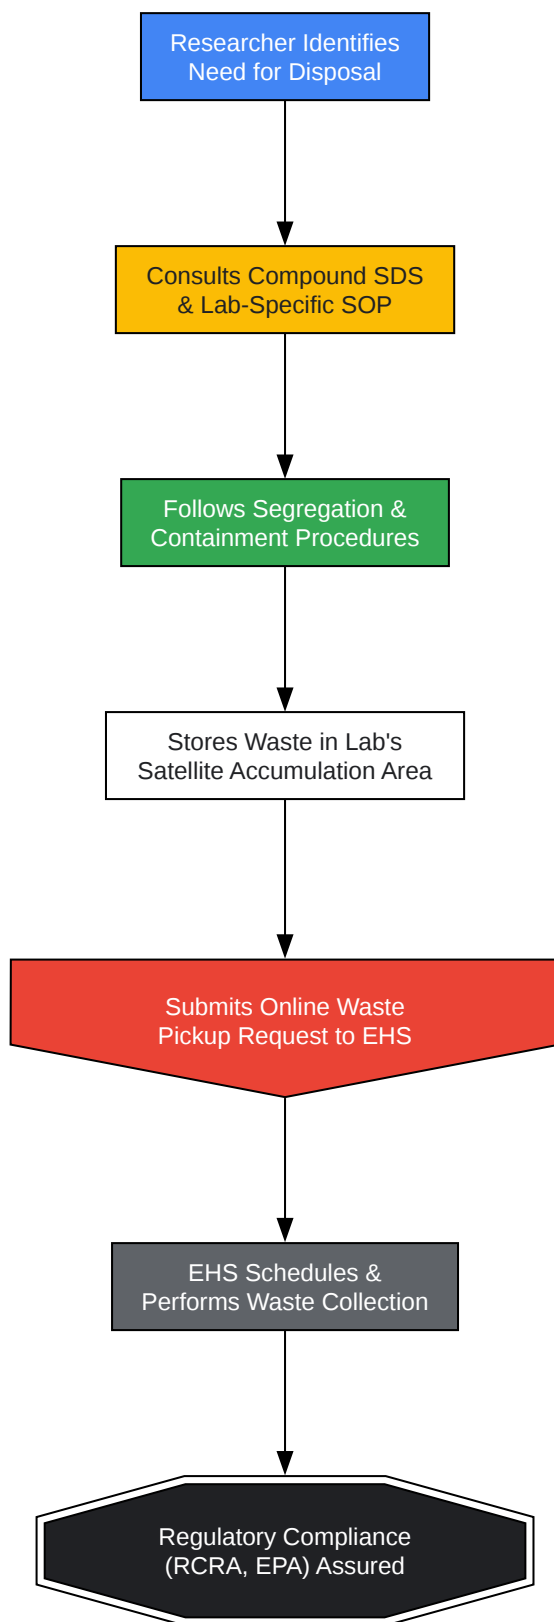 Researcher Identifies
Need for Disposal
Consults Compound SDS
& Lab-Specific SOP
Follows Segregation &
Containment Procedures
Stores Waste in Lab's
Satellite Accumulation Area
Submits Online Waste
Pickup Request to EHS
EHS Schedules &
Performs Waste Collection
Regulatory Compliance
(RCRA, EPA) Assured